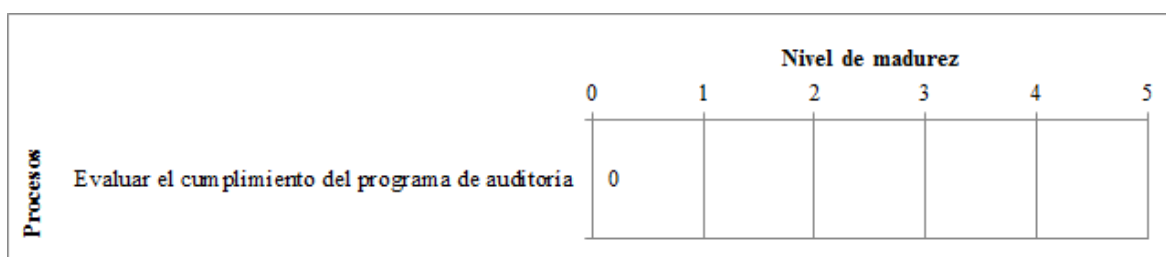 Nivel de madurez
0 1 2 3 4 5
Procesos
Evaluar el cumplimiento del programa de auditoria 0